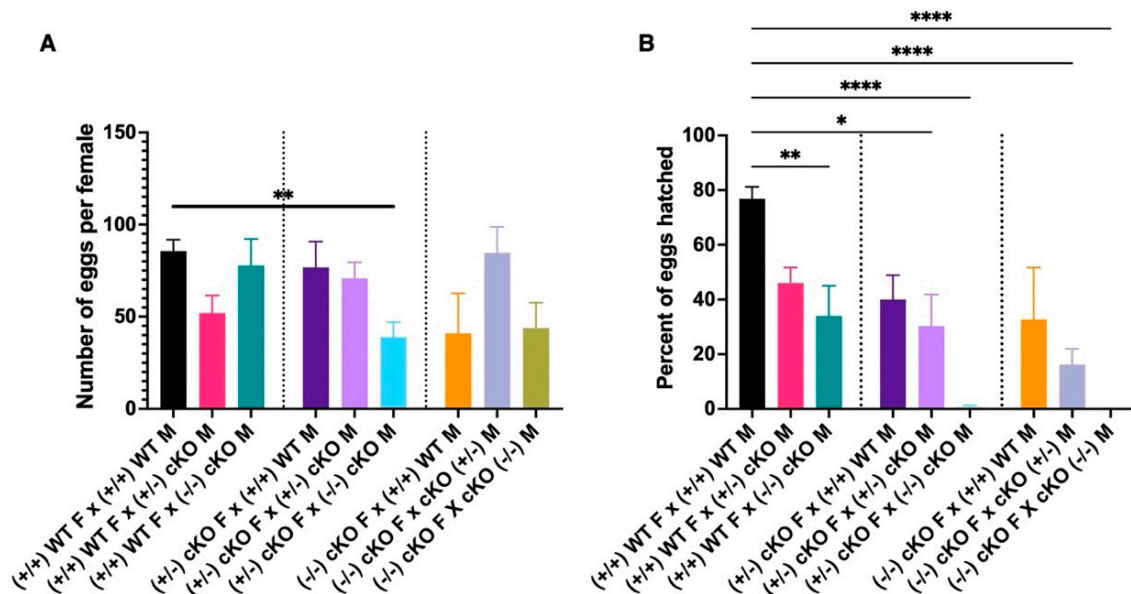 A
Number of eggs per female
150
100
50
0
**
(+/+) WT F x (+/+) WT M
(+/+) WT F x (+/-) cKO M
(+/+) WT F x (-/-) cKO M
(+/-) cKO F x (+/+) WT M
(+/-) cKO F x (+/-) cKO M
(+/-) cKO F x (-/-) cKO M
(-/-) cKO F x (+/+) WT M
(-/-) cKO F x cKO (+/-) M
(-/-) cKO F X cKO (-/-) M
B
****
****
****
*
**
Percent of eggs hatched
100
80
60
40
20
0
(+/+) WT F x (+/+) WT M
(+/+) WT F x (+/-) cKO M
(+/+) WT F x (-/-) cKO M
(+/-) cKO F x (+/+) WT M
(+/-) cKO F x (+/-) cKO M
(+/-) cKO F x (-/-) cKO M
(-/-) cKO F x (+/+) WT M
(-/-) cKO F x cKO (+/-) M
(-/-) cKO F X cKO (-/-) M